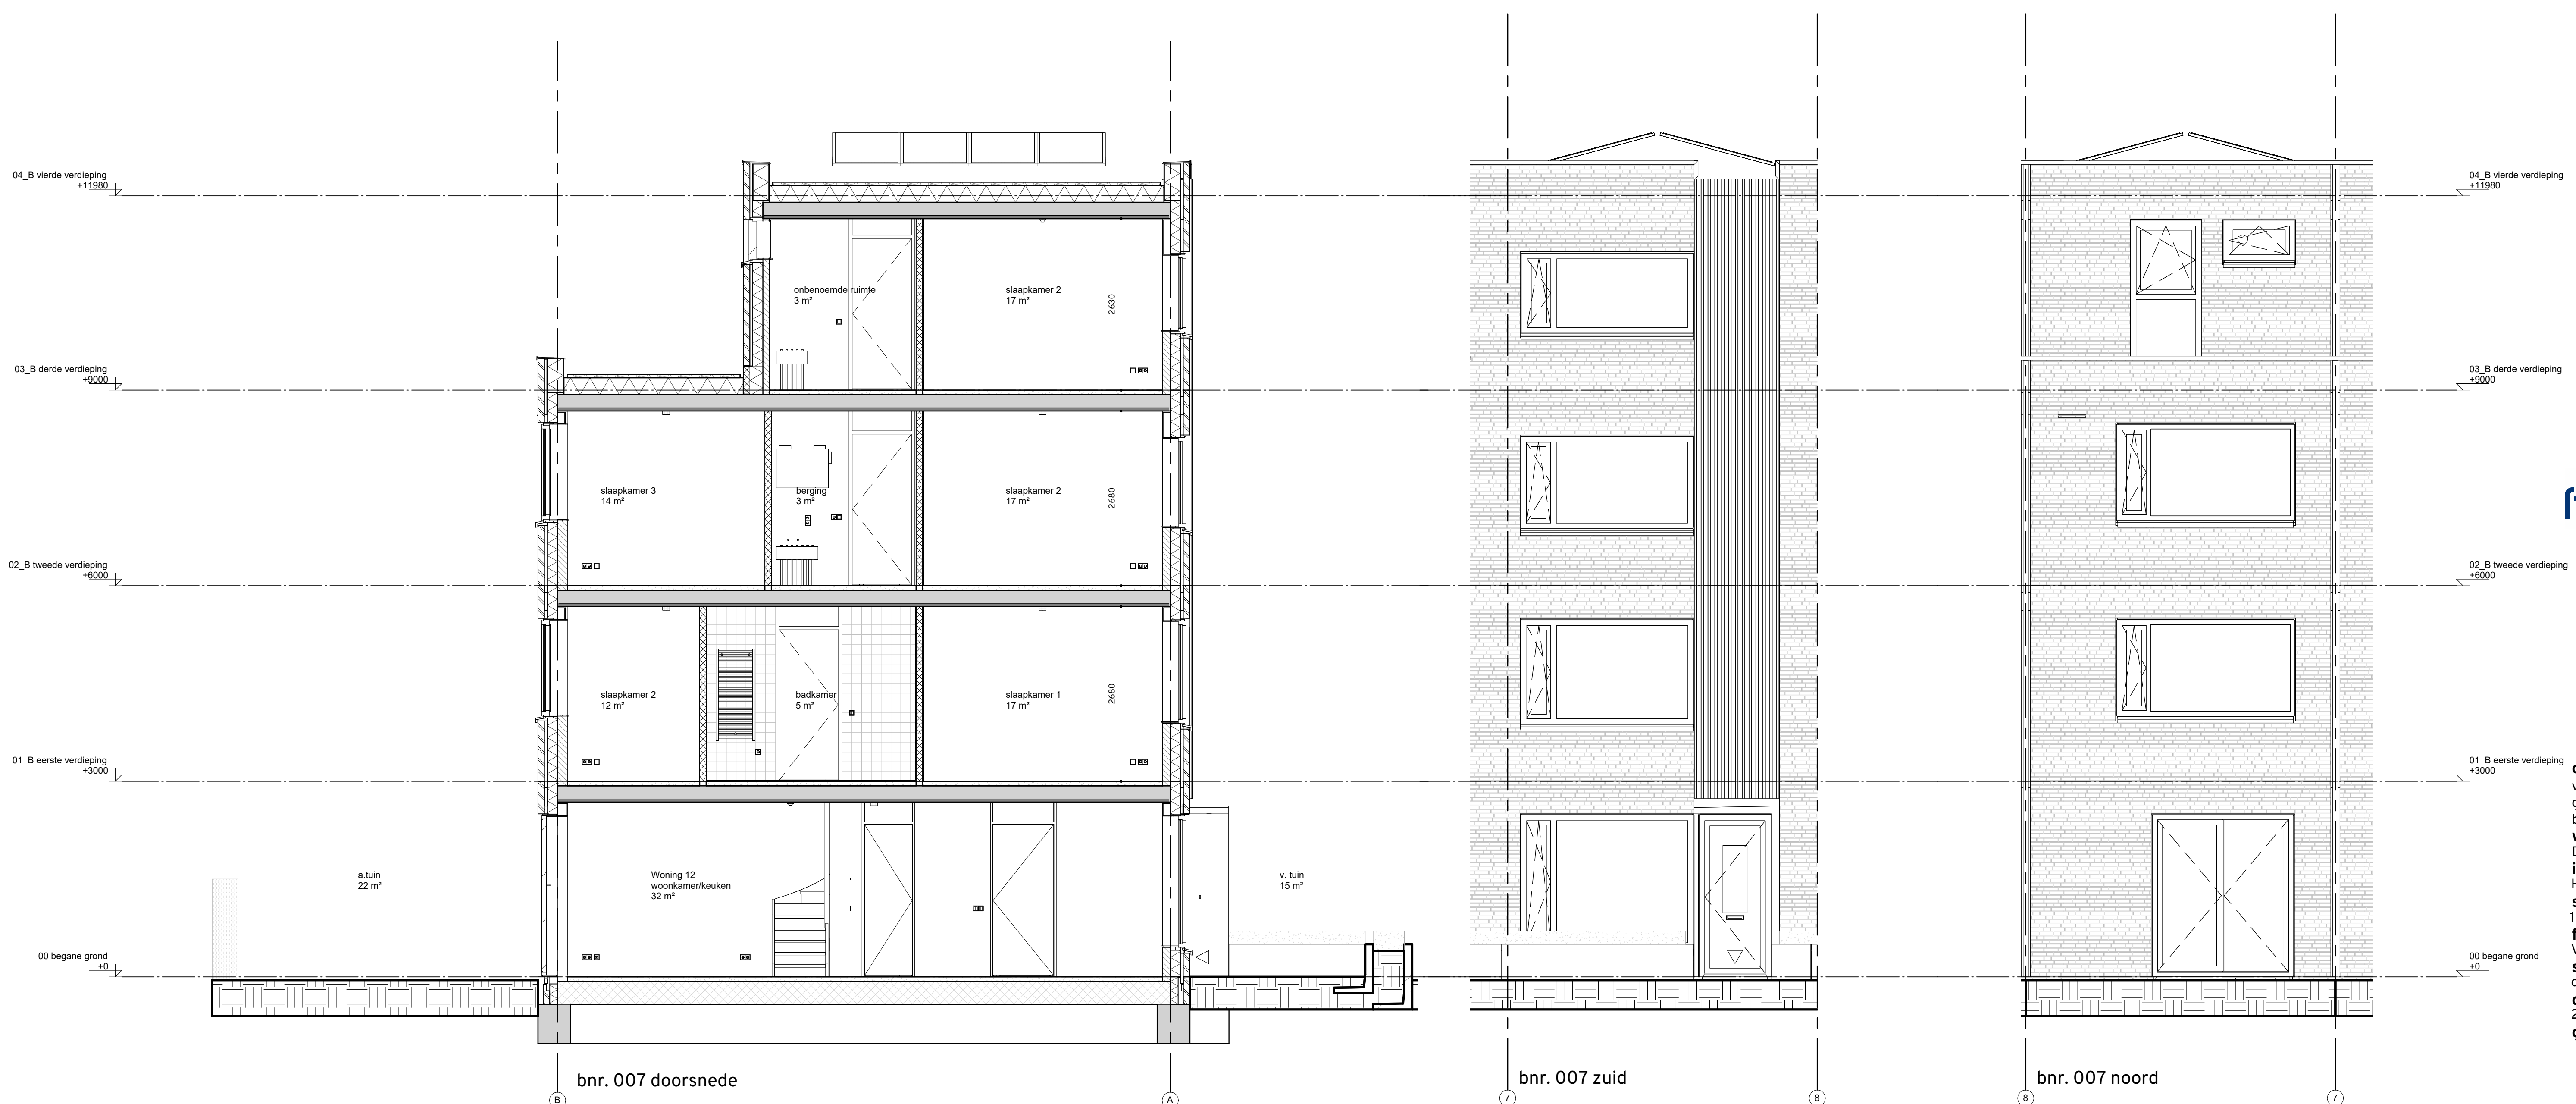 04_B vierde verdieping
+11980
03_B derde verdieping
+9000
02_B tweede verdieping
+6000
01_B eerste verdieping
+3000
00 begane grond
+0
onbenoemde ruimte
3 m²
slaapkamer 2
17 m²
2630
slaapkamer 3
14 m²
berging
3 m²
slaapkamer 2
17 m²
2680
slaapkamer 2
12 m²
badkamer
5 m²
slaapkamer 1
17 m²
2680
a.tuin
22 m²
Woning 12
woonkamer/keuken
32 m²
v. tuin
15 m²
bnr. 007 doorsnede
B
A
bnr. 007 zuid
7
8
bnr. 007 noord
8
7
04_B vierde verdieping
+11980
03_B derde verdieping
+9000
02_B tweede verdieping
+6000
01_B eerste verdieping
+3000
00 begane grond
+0